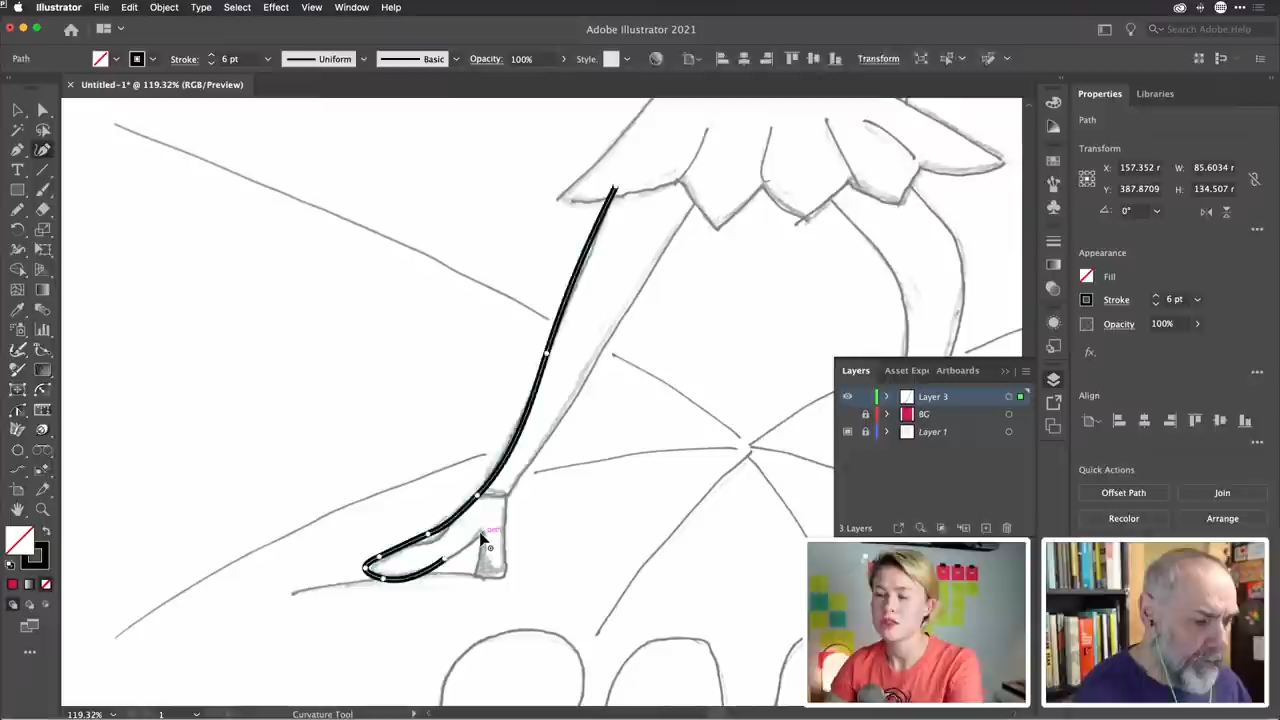 Illustrator File Edit Object Type Select Effect View Window Help
Adobe Illustrator 2021
Search Adobe Help
Path Stroke: 6 pt Uniform Basic Opacity: 100% Style: Transform
× Untitled-1* @ 119.32% (RGB/Preview)
Properties Libraries
Path
Transform
X: 157.352 r W: 85.6034 r
Y: 387.8709 H: 134.507 r
0°
Appearance
Fill
Stroke 6 pt
Opacity 100%
fx.
Layers Asset Exp Artboards
Layer 3
BG
Layer 1
3 Layers
Align
Quick Actions
Offset Path Join
Recolor Arrange
119.32% 1 Curvature Tool